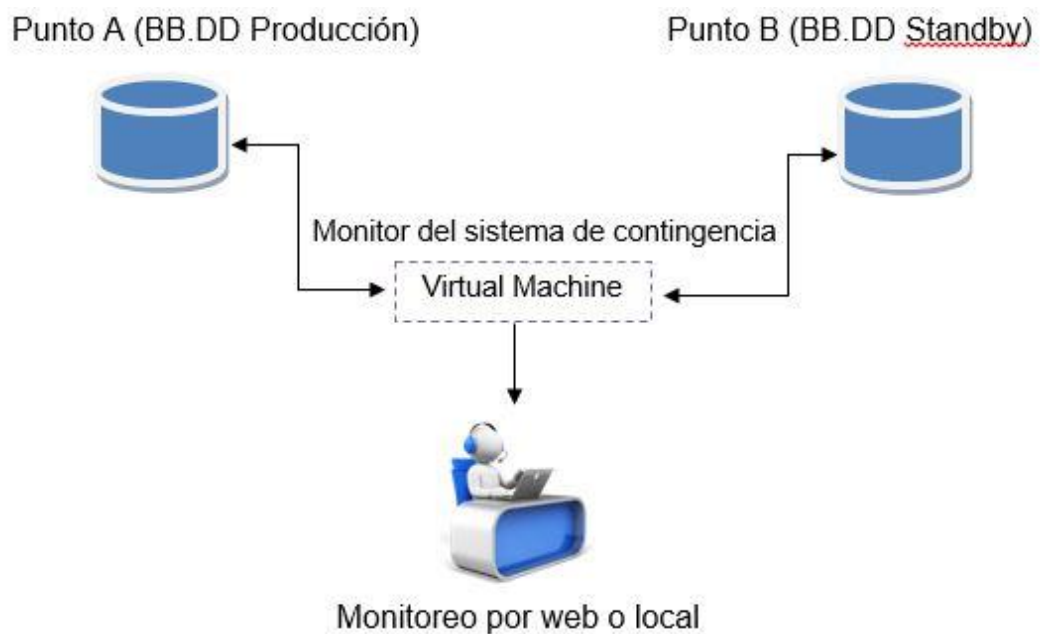 Punto A (BB.DD Producción)
Punto B (BB.DD Standby)
Monitor del sistema de contingencia
Virtual Machine
Monitoreo por web o local